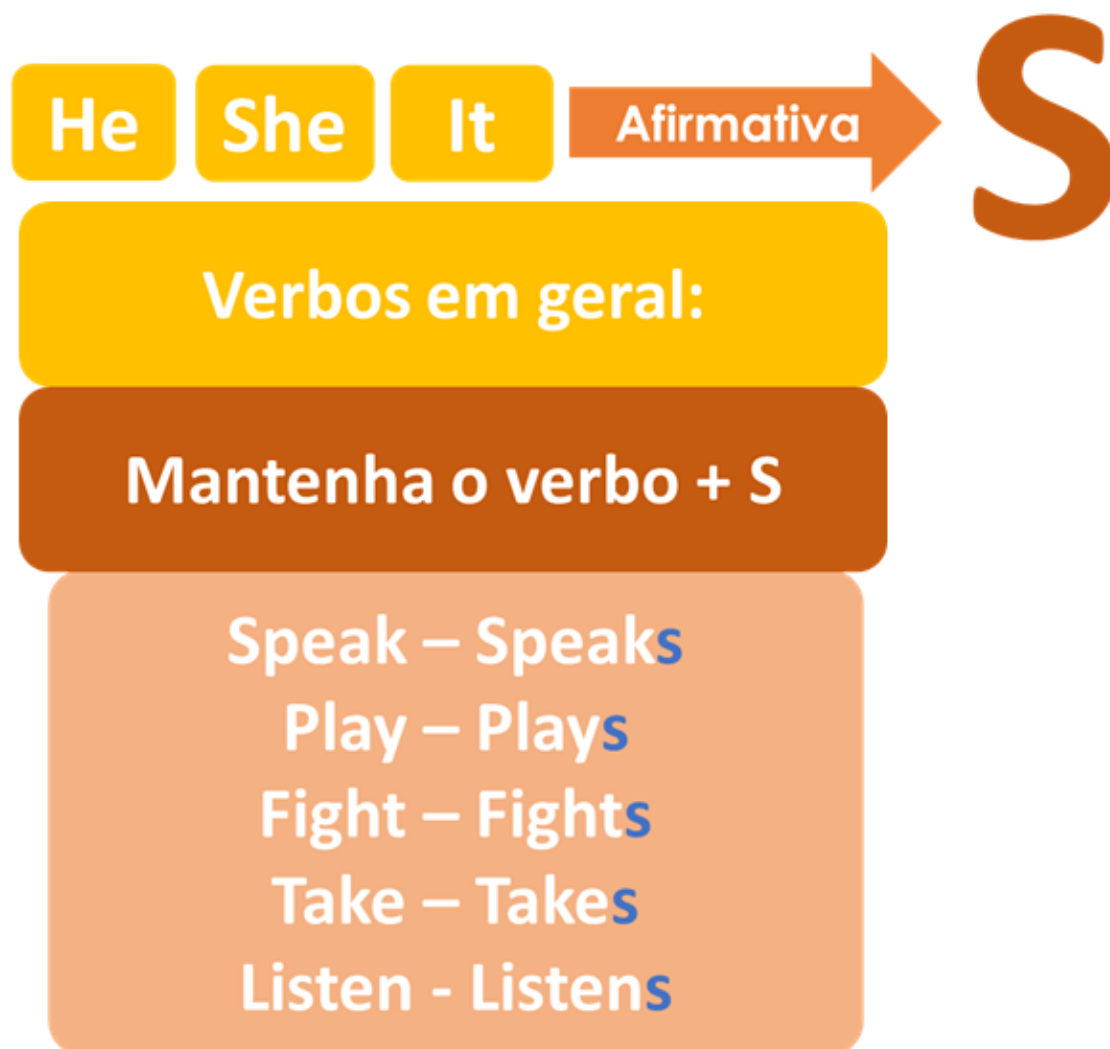 He She It Afirmativa S
Verbos em geral:
Mantenha o verbo + S
Speak – Speaks
Play – Plays
Fight – Fights
Take – Takes
Listen - Listens